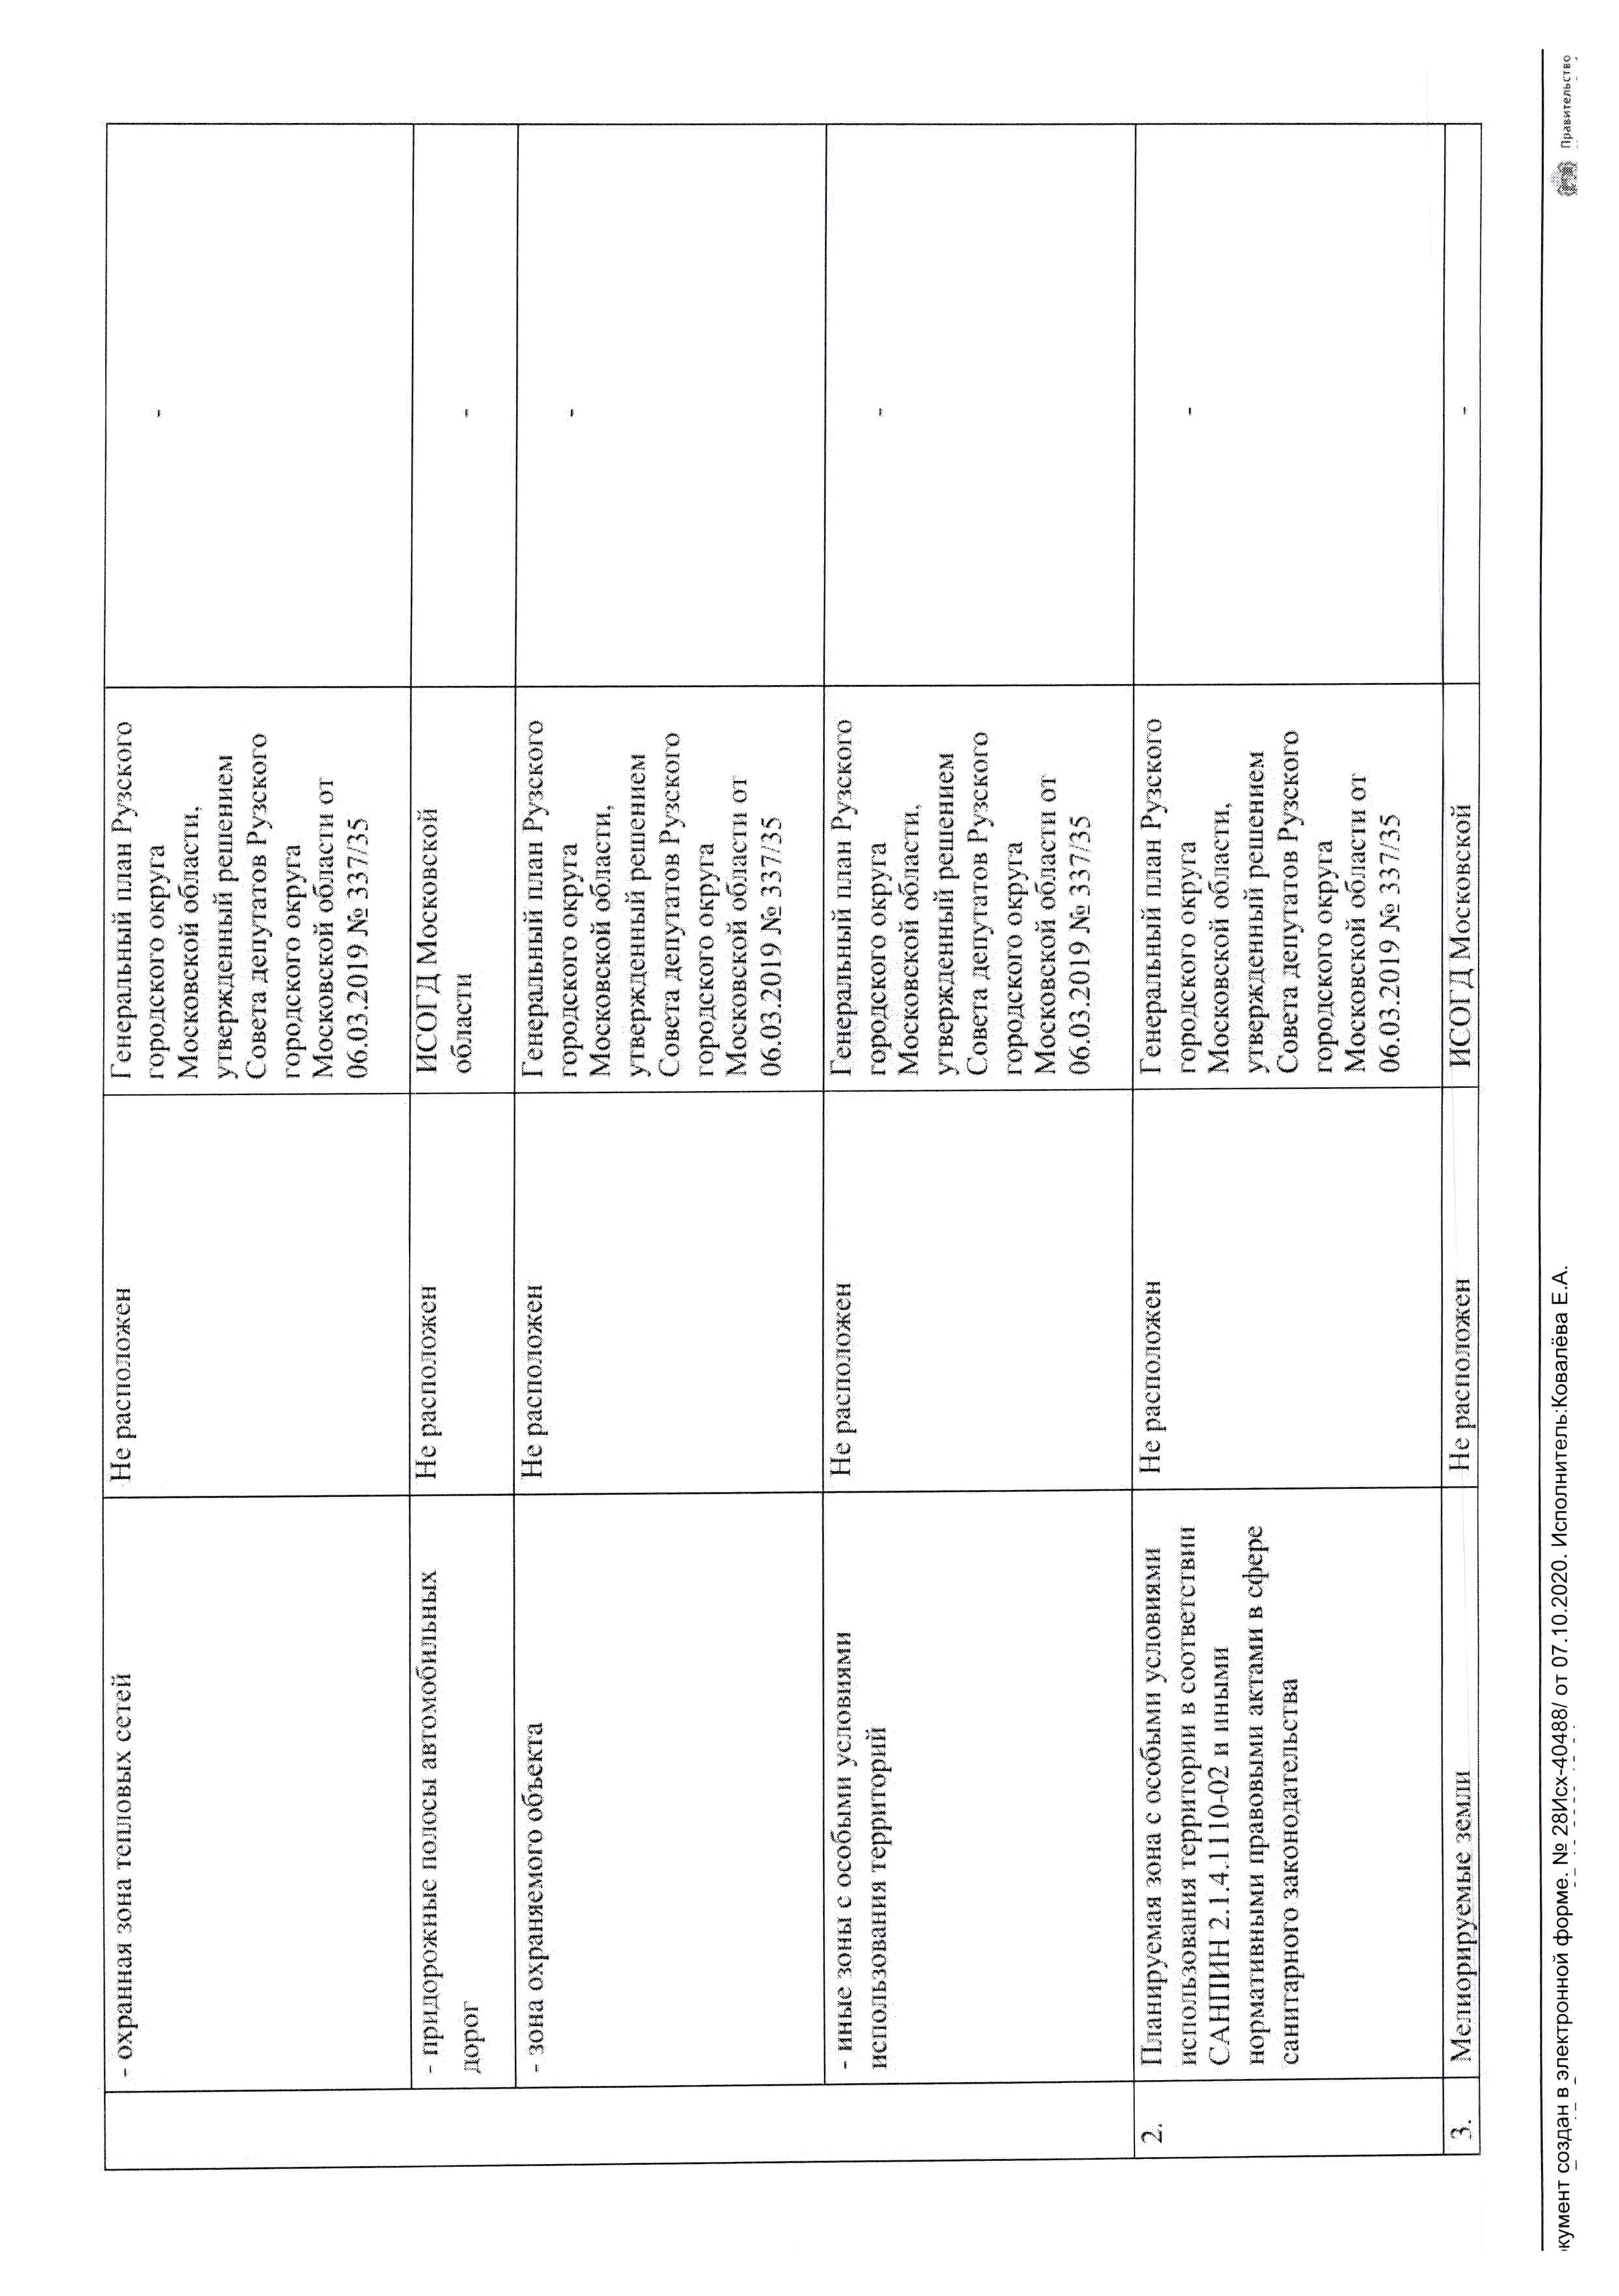 - охранная зона тепловых сетей
Не расположен
Генеральный план Рузского
городского округа
Московской области,
утвержденный решением
Совета депутатов Рузского
городского округа
Московской области от
06.03.2019 № 337/35
-
- придорожные полосы автомобильных
дорог
Не расположен
ИСОГД Московской
области
-
- зона охраняемого объекта
Не расположен
Генеральный план Рузского
городского округа
Московской области,
утвержденный решением
Совета депутатов Рузского
городского округа
Московской области от
06.03.2019 № 337/35
-
- иные зоны с особыми условиями
использования территорий
Не расположен
Генеральный план Рузского
городского округа
Московской области,
утвержденный решением
Совета депутатов Рузского
городского округа
Московской области от
06.03.2019 № 337/35
-
2.
Планируемая зона с особыми условиями
использования территории в соответствии
САНПИН 2.1.4.1110-02 и иными
нормативными правовыми актами в сфере
санитарного законодательства
Не расположен
Генеральный план Рузского
городского округа
Московской области,
утвержденный решением
Совета депутатов Рузского
городского округа
Московской области от
06.03.2019 № 337/35
-
3.
Мелиорируемые земли
Не расположен
ИСОГД Московской
-
кумент создан в электронной форме. № 28Исх-40488/ от 07.10.2020. Исполнитель:Ковалёва Е.А.
Правительство